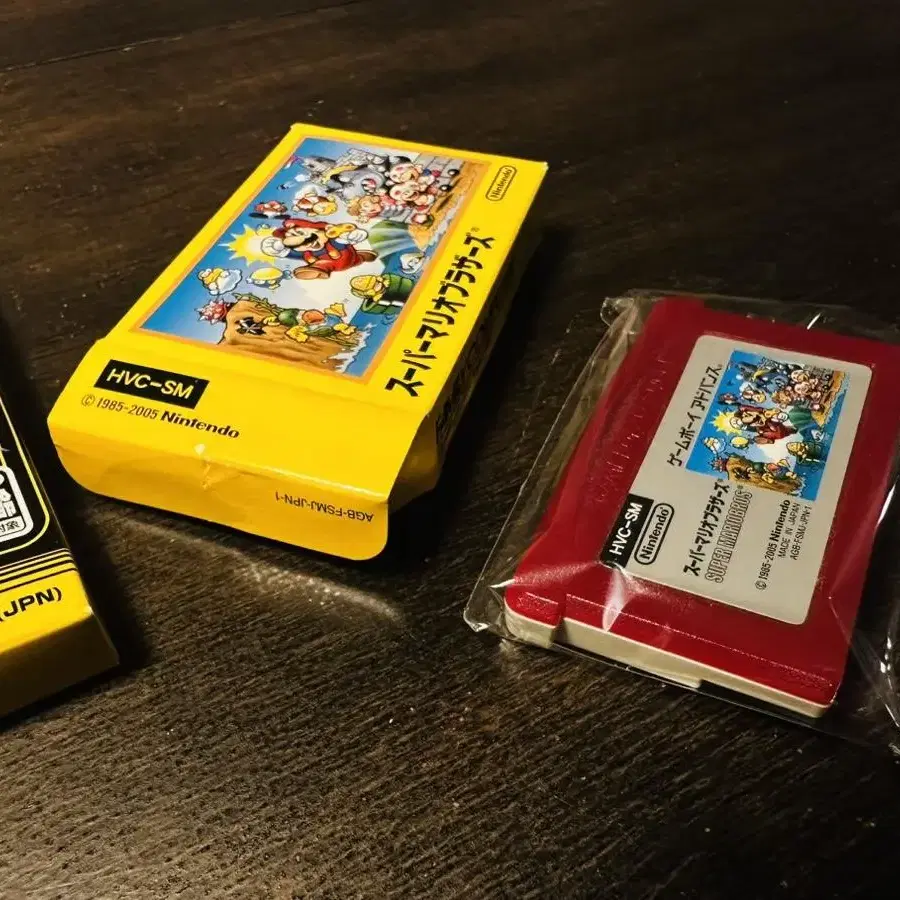 Nintendo
スーパーマリオブラザーズ®
HVC-SM
© 1985-2005 Nintendo
AGB-FSMJ-JPN-1
対象
(JPN)
ゲームボーイ アドバンス®
HVC-SM
Nintendo
スーパーマリオブラザーズ®
SUPER MARIO BROS.
© 1985-2005 Nintendo
MADE IN JAPAN
AGB-FSMJ-JPN-1